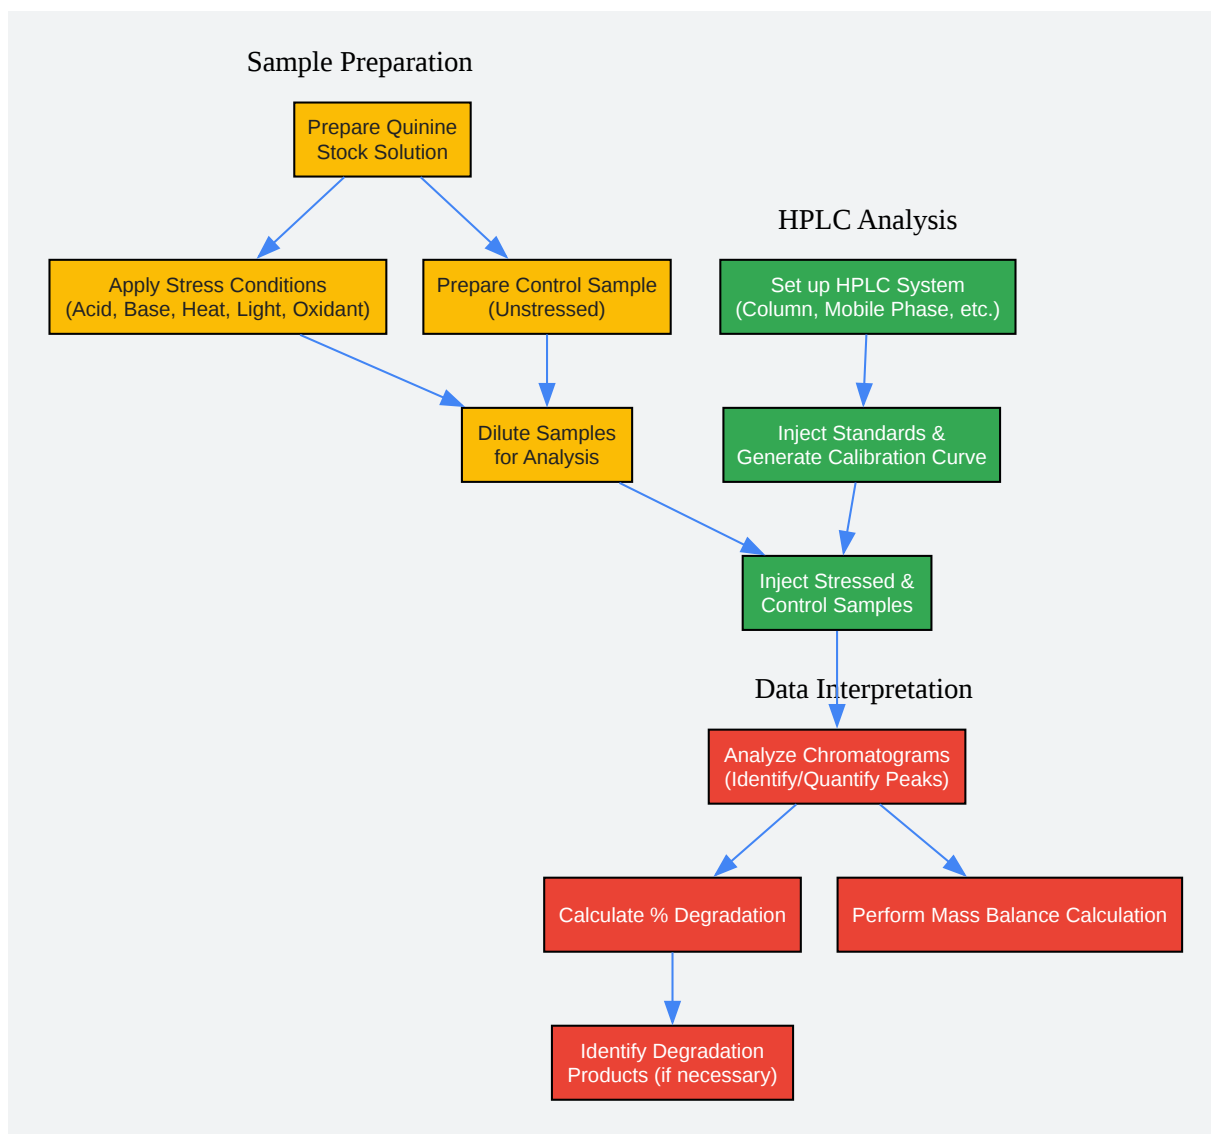 Sample Preparation
Prepare Quinine
Stock Solution
HPLC Analysis
Apply Stress Conditions
(Acid, Base, Heat, Light, Oxidant)
Prepare Control Sample
(Unstressed)
Set up HPLC System
(Column, Mobile Phase, etc.)
Dilute Samples
for Analysis
Inject Standards &
Generate Calibration Curve
Inject Stressed &
Control Samples
Data Interpretation
Analyze Chromatograms
(Identify/Quantify Peaks)
Calculate % Degradation
Perform Mass Balance Calculation
Identify Degradation
Products (if necessary)